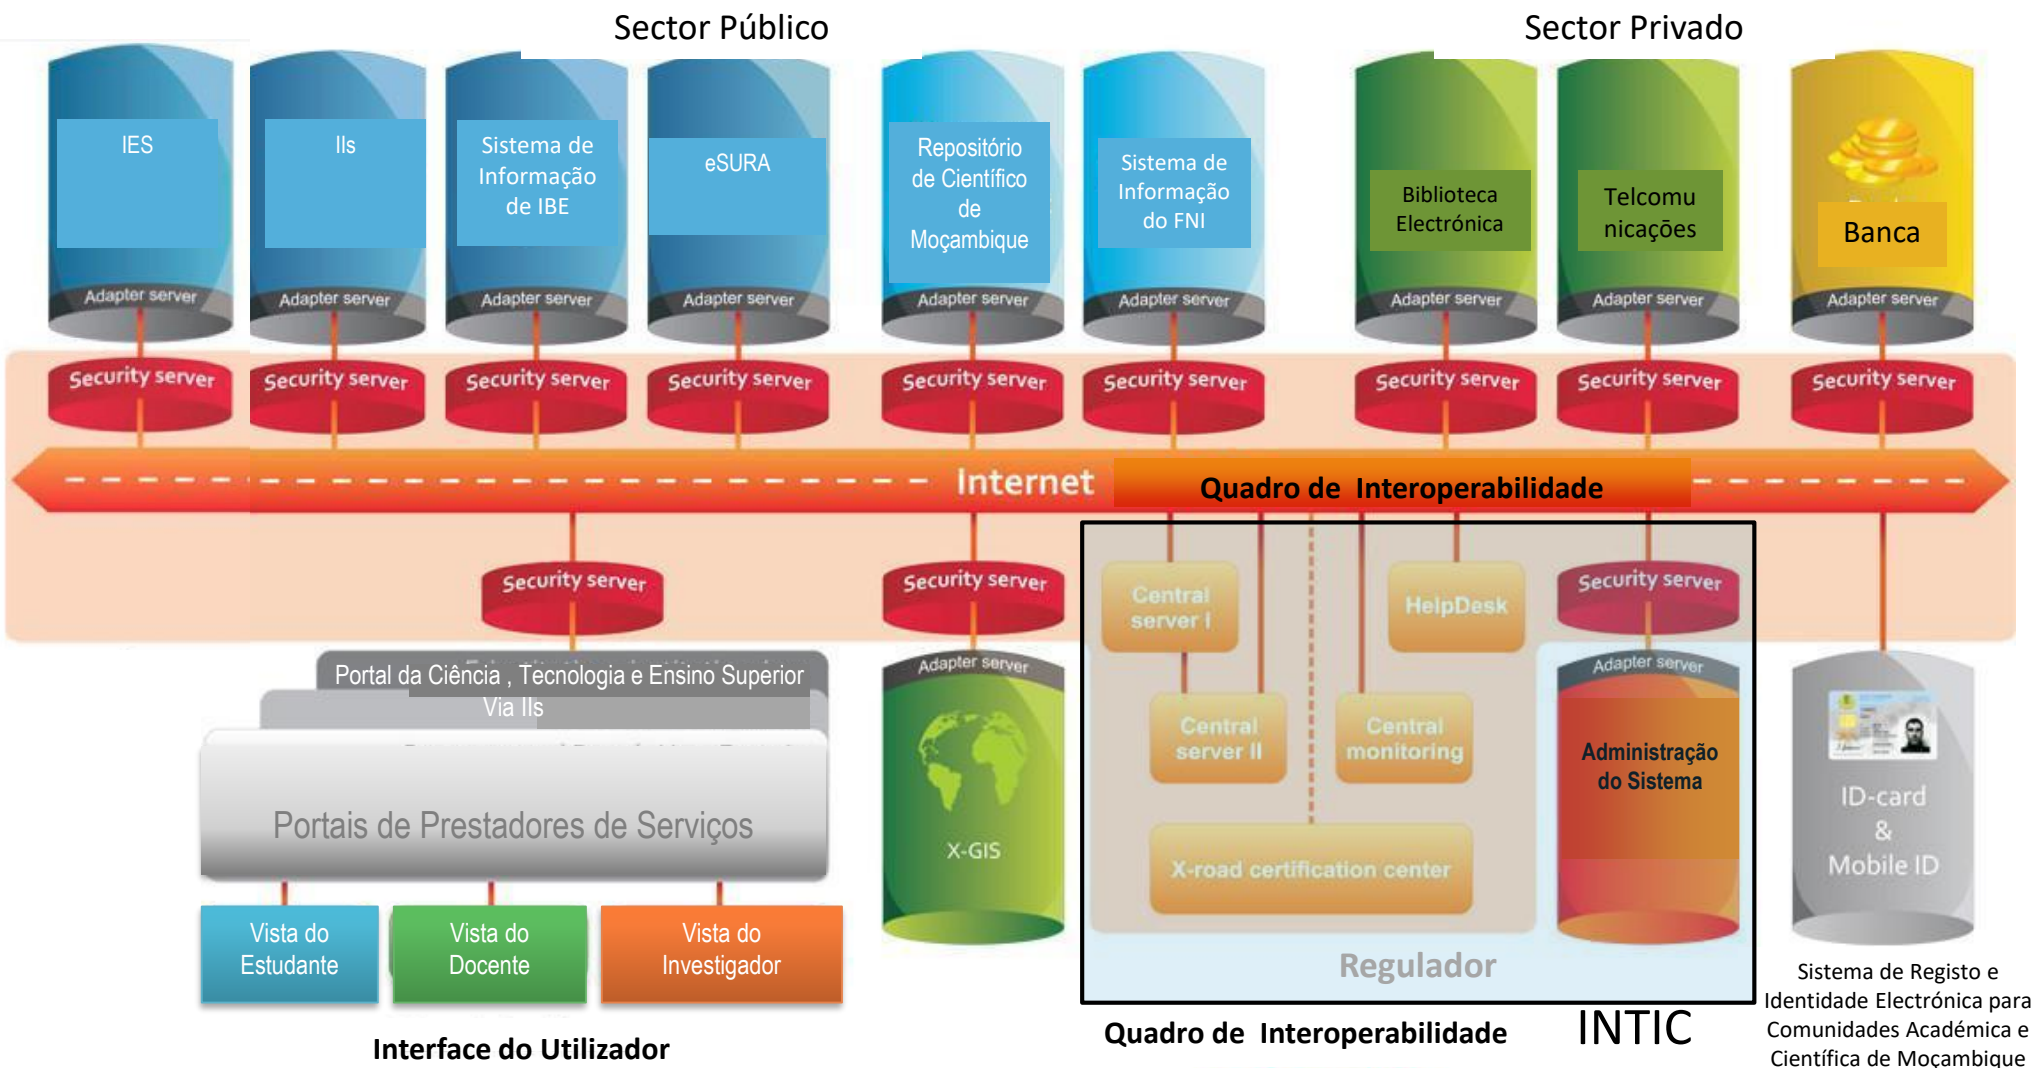 Sector Público
Sector Privado
IES
IIs
Sistema de
Informação
de IBE
eSURA
Repositório
de Científico
de
Moçambique
Sistema de
Informação
do FNI
Biblioteca
Electrónica
Telcomu
nicações
Banca
Adapter server
Adapter server
Adapter server
Adapter server
Adapter server
Adapter server
Adapter server
Adapter server
Adapter server
Security server
Security server
Security server
Security server
Security server
Security server
Security server
Security server
Security server
Internet
Quadro de Interoperabilidade
Security server
Security server
Central
server I
HelpDesk
Security server
Portal da Ciência , Tecnologia e Ensino Superior
Via IIs
Portais de Prestadores de Serviços
Adapter server
X-GIS
Central
server II
Central
monitoring
X-road certification center
Adapter server
Administração
do Sistema
ID-card
&
Mobile ID
Vista do
Estudante
Vista do
Docente
Vista do
Investigador
Regulador
Interface do Utilizador
Quadro de Interoperabilidade
INTIC
Sistema de Registo e
Identidade Electrónica para
Comunidades Académica e
Científica de Moçambique